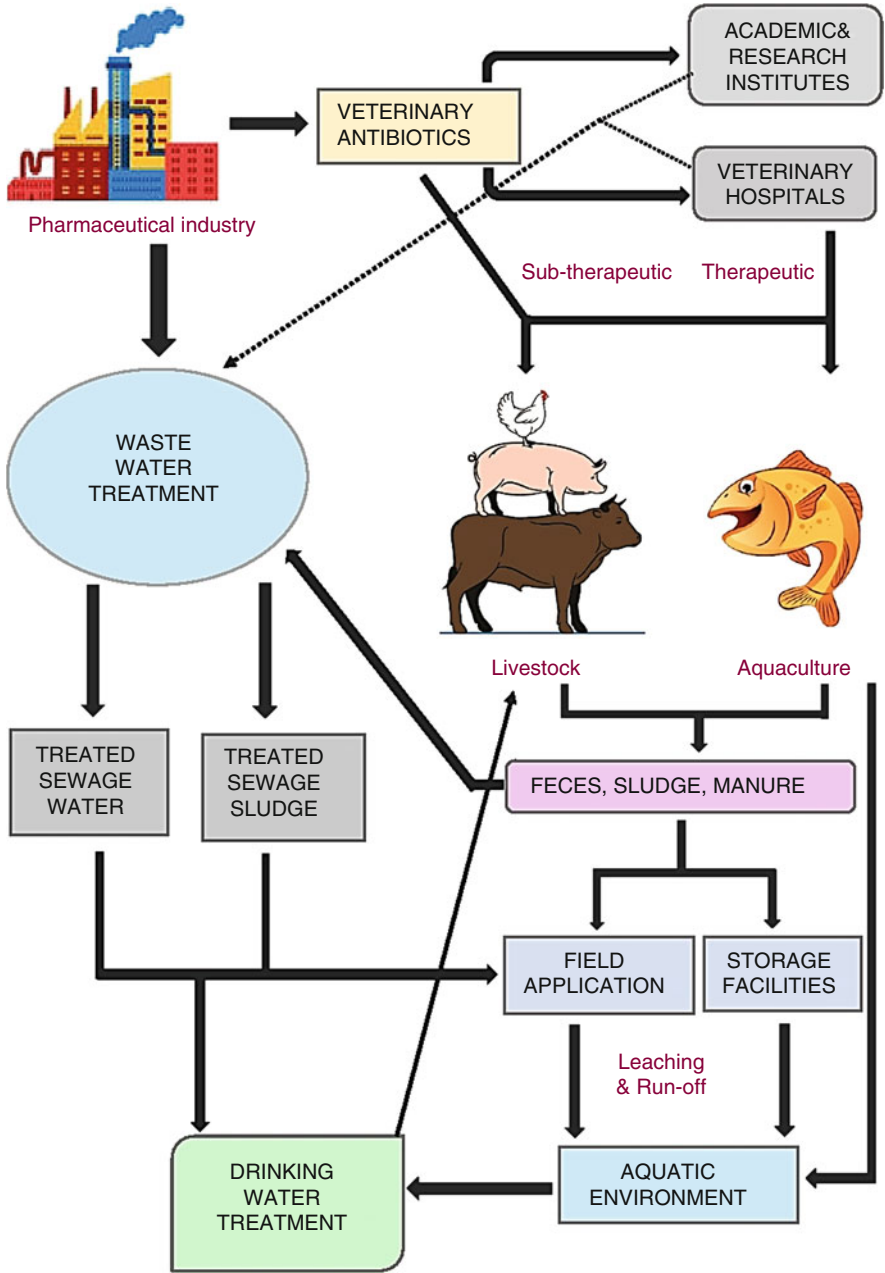 ACADEMIC&
RESEARCH
INSTITUTES
VETERINARY
ANTIBIOTICS
VETERINARY
HOSPITALS
Pharmaceutical industry
Sub-therapeutic
Therapeutic
WASTE
WATER
TREATMENT
Livestock
Aquaculture
TREATED
SEWAGE
WATER
TREATED
SEWAGE
SLUDGE
FECES, SLUDGE, MANURE
FIELD
APPLICATION
STORAGE
FACILITIES
Leaching
& Run-off
DRINKING
WATER
TREATMENT
AQUATIC
ENVIRONMENT